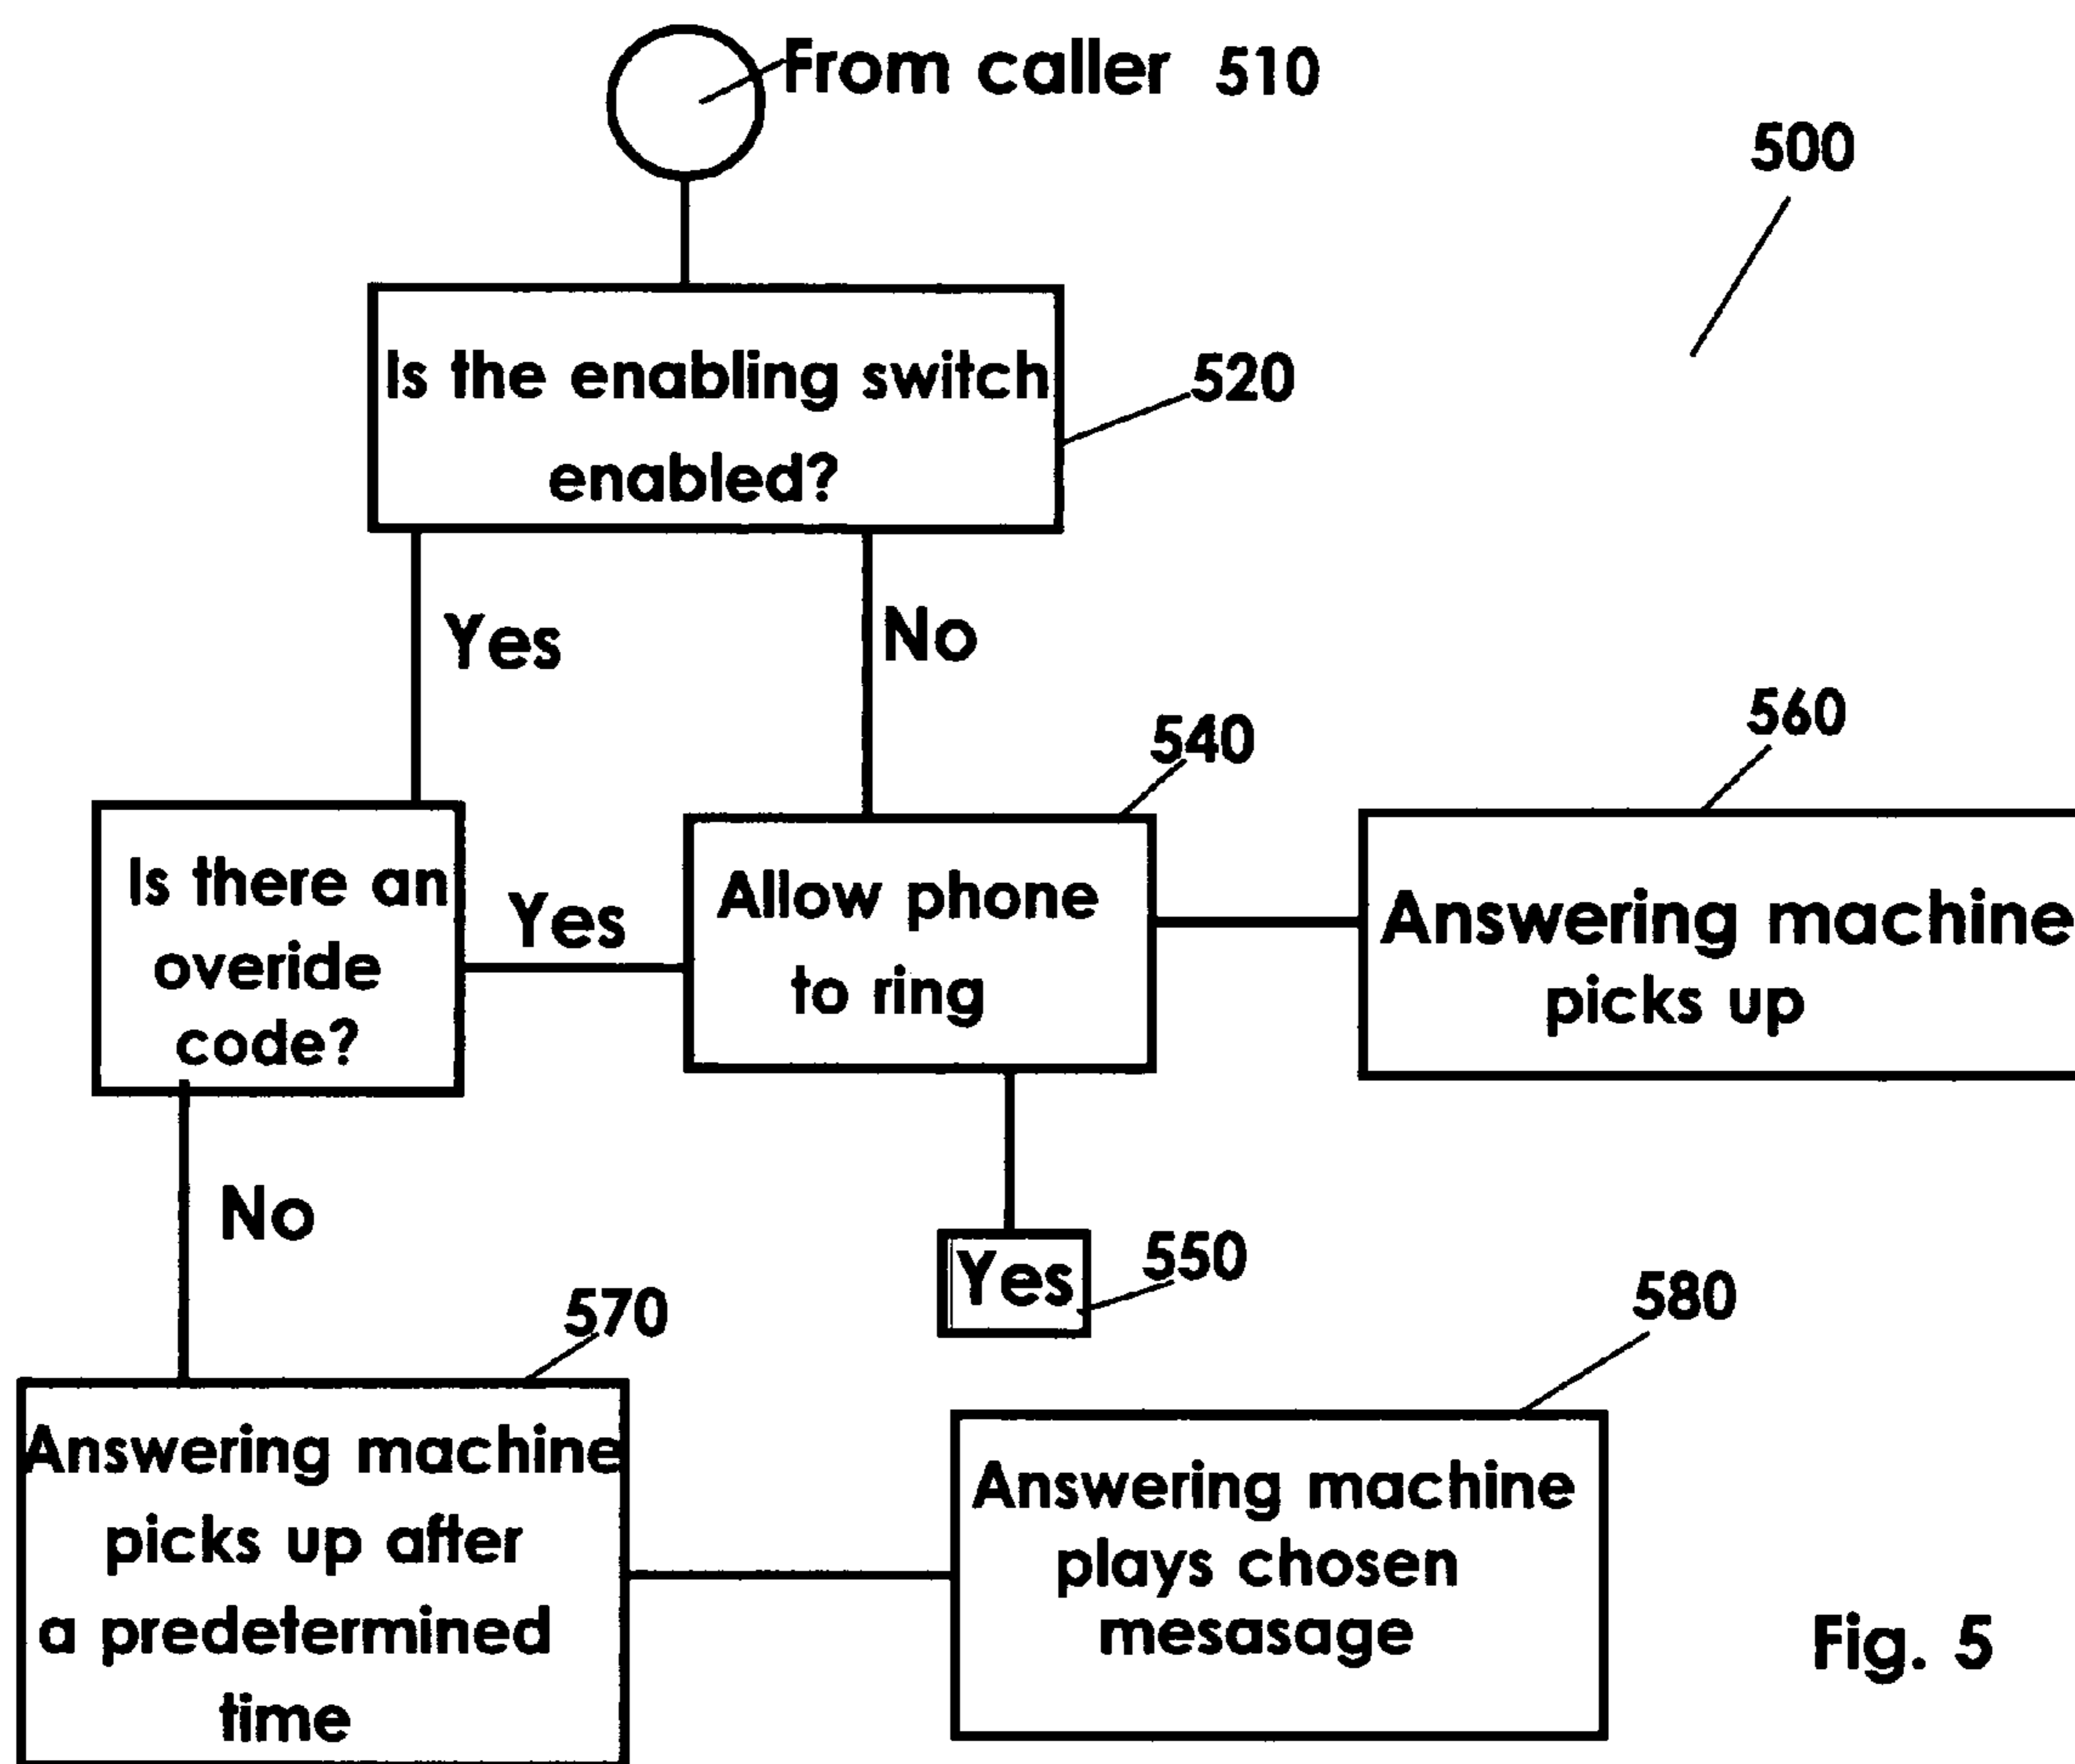 From caller 510
500
Is the enabling switch
enabled?
520
Yes
No
540
560
Is there an
overide
code?
Yes
Allow phone
to ring
Answering machine
picks up
No
Yes
550
570
580
Answering machine
picks up after
a predetermined
time
Answering machine
plays chosen
mesasage
Fig. 5